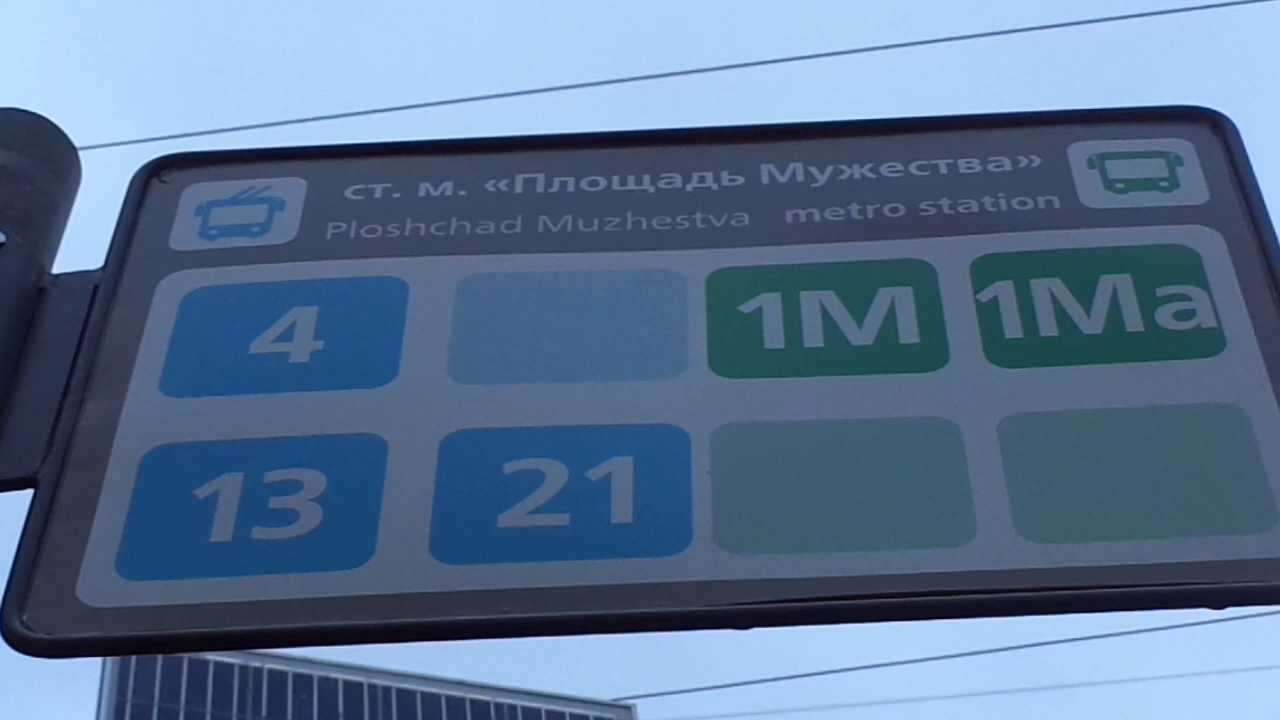 ст. м. «Площадь Мужества»
Ploshchad Muzhestva metro station
4 1М 1Ма
13 21